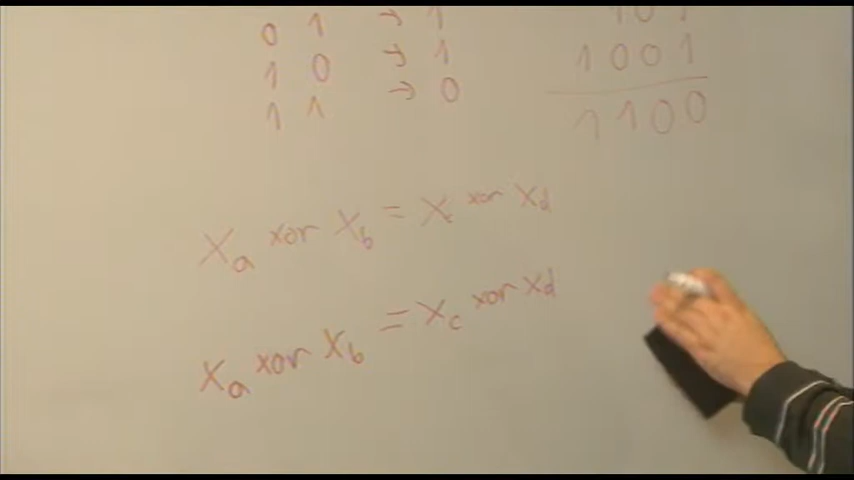 0 1 → 1
1 0 → 1
1 1 → 0
101
1001
1100
Xa xor Xb = Xc xor Xd
Xa xor Xb = Xc xor Xd